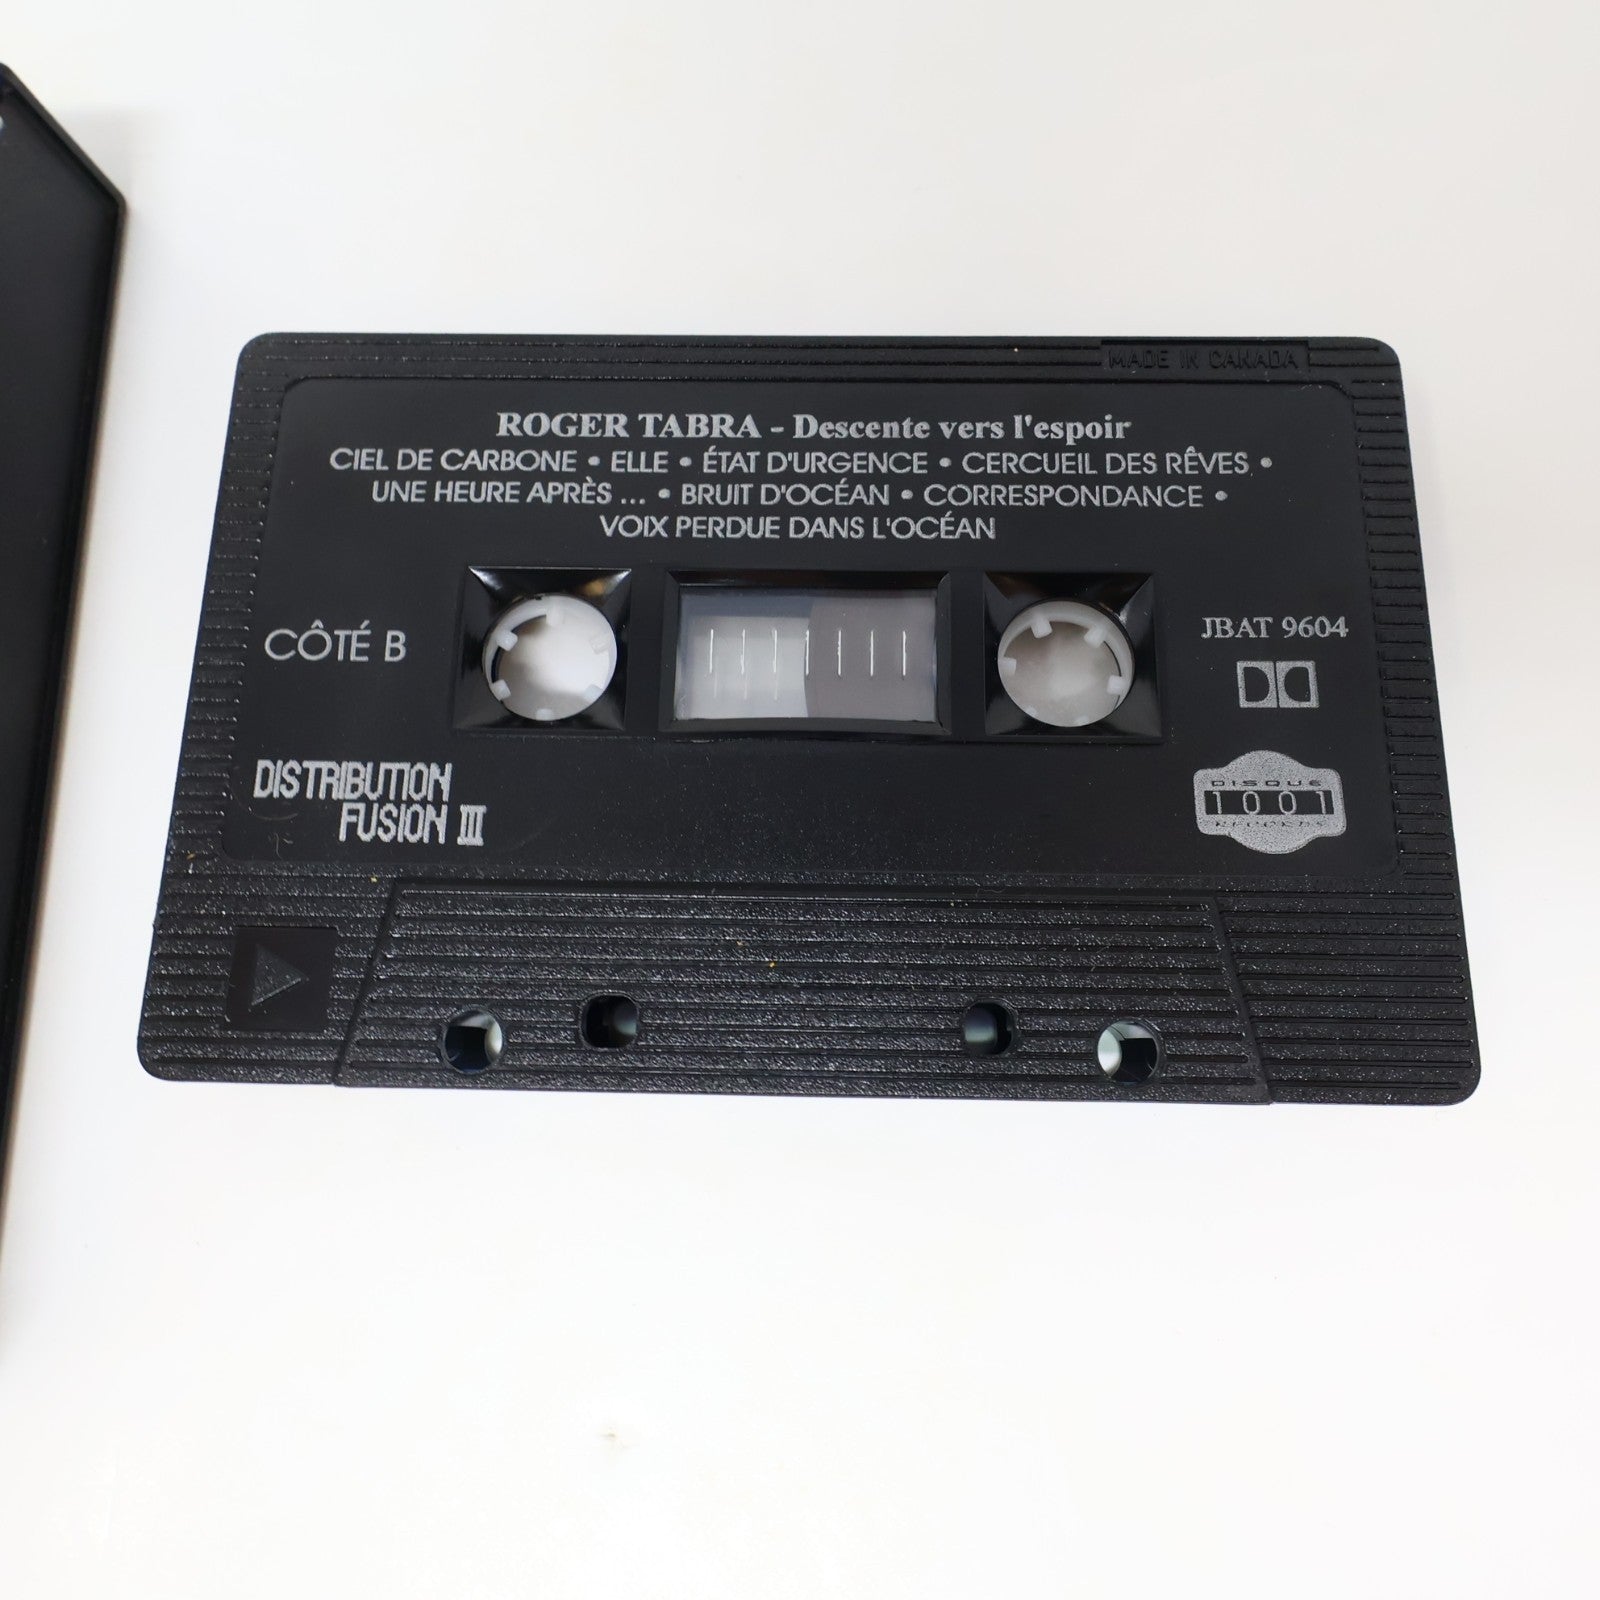 MADE IN CANADA
ROGER TABRA - Descente vers l'espoir
CIEL DE CARBONE • ELLE • ÉTAT D'URGENCE • CERCUEIL DES RÊVES •
UNE HEURE APRÈS ... • BRUIT D'OCÉAN • CORRESPONDANCE •
VOIX PERDUE DANS L'OCÉAN
CÔTÉ B
JBAT 9604
DISTRIBUTION
FUSION III
DISQUE
1001
RECORDS